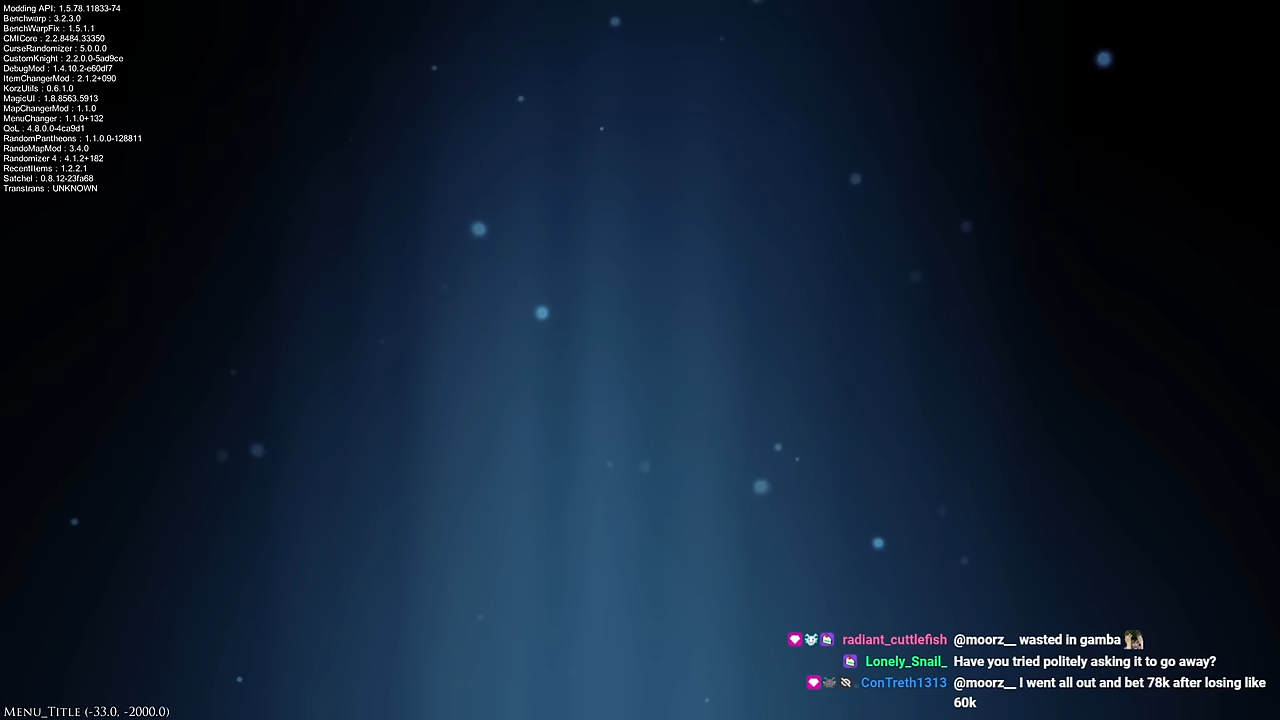 Modding API: 1.5.78.11833-74
Benchwarp : 3.2.3.0
BenchWarpFix : 1.5.1.1
CMICore : 2.2.8484.33350
CurseRandomizer : 5.0.0.0
CustomKnight : 2.2.0.0-5ad9ce
DebugMod : 1.4.10.2-e60df7
ItemChangerMod : 2.1.2+090
KorzUtils : 0.6.1.0
MagicUI : 1.8.8563.5913
MapChangerMod : 1.1.0
MenuChanger : 1.1.0+132
QoL : 4.8.0.0-4ca9d1
RandomPantheons : 1.1.0.0-128811
RandoMapMod : 3.4.0
Randomizer 4 : 4.1.2+182
RecentItems : 1.2.2.1
Satchel : 0.8.12-23fa68
Transtrans : UNKNOWN
radiant_cuttlefish @moorz__ wasted in gamba
Lonely_Snail_ Have you tried politely asking it to go away?
ConTreth1313 @moorz__ I went all out and bet 78k after losing like
60k
Menu_Title (-33.0, -2000.0)